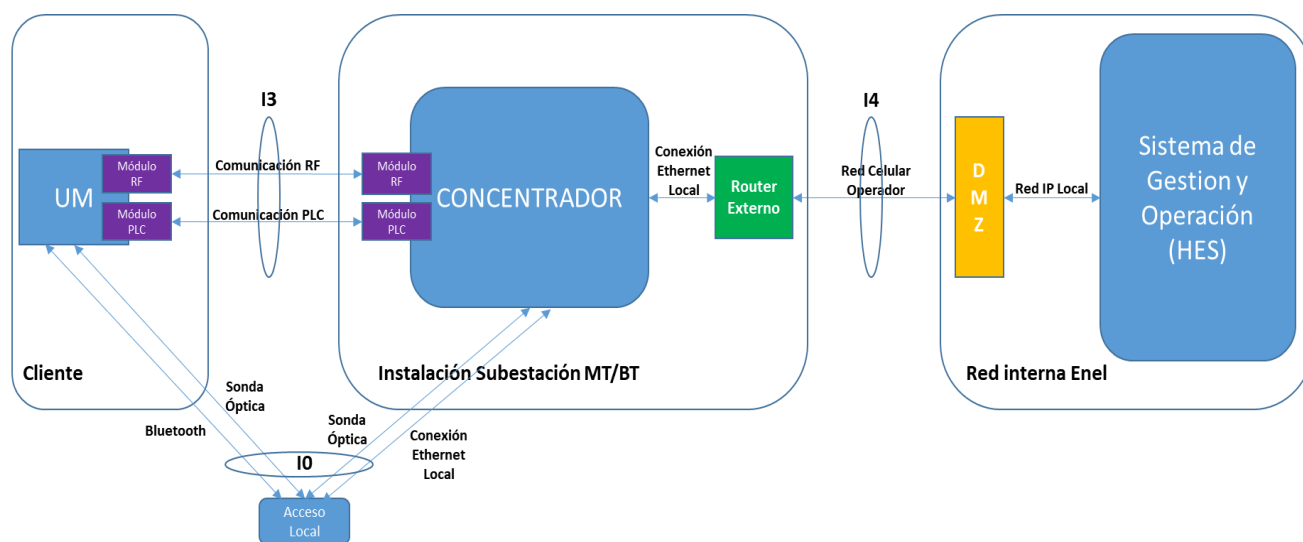 I3
I4
Módulo
RF
Comunicación RF
UM
Módulo
PLC
Comunicación PLC
Módulo
RF
Módulo
PLC
CONCENTRADOR
Conexión
Ethernet
Local
Router
Externo
Red Celular
Operador
D
M
Z
Red IP Local
Sistema de
Gestion y
Operación
(HES)
Cliente
Instalación Subestación MT/BT
Red interna Enel
Sonda
Óptica
Bluetooth
Sonda
Óptica
Conexión
Ethernet
Local
I0
Acceso
Local